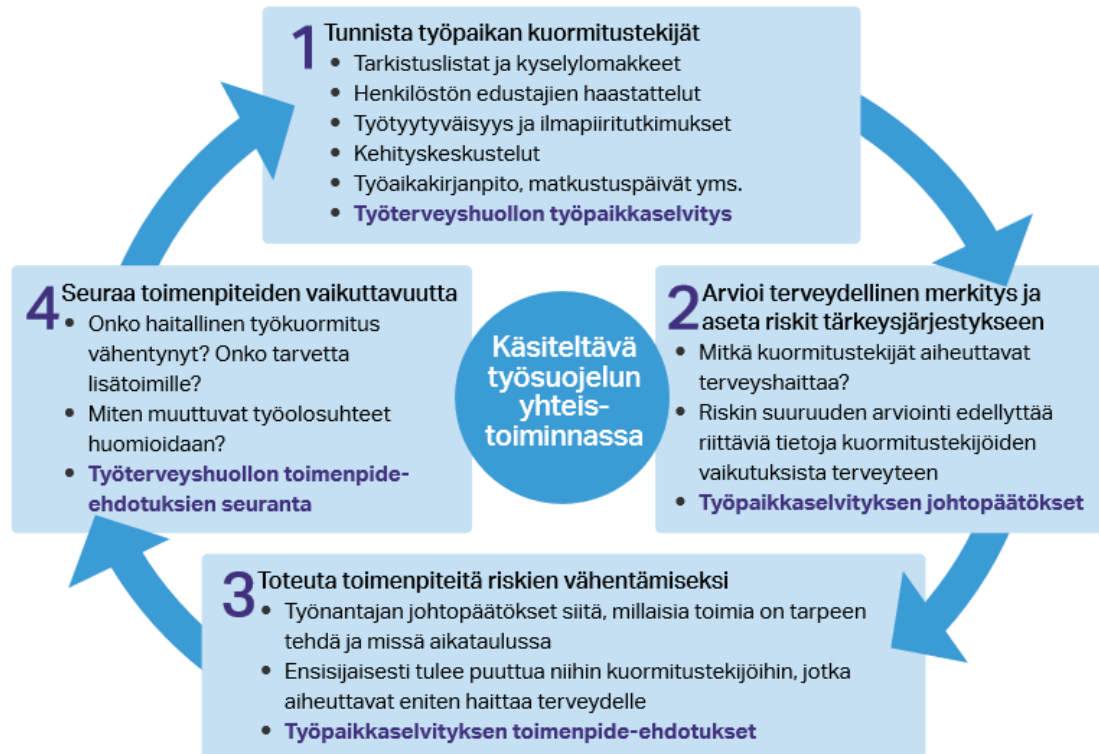 1 Tunnista työpaikan kuormitustekijät
• Tarkistuslistat ja kyselylomakkeet
• Henkilöstön edustajien haastattelut
• Työtyytyväisyys ja ilmapiiritutkimukset
• Kehityskeskustelut
• Työaikakirjanpito, matkustuspäivät yms.
• Työterveyshuollon työpaikkaselvitys
2 Arvioi terveydellinen merkitys ja
aseta riskit tärkeysjärjestykseen
• Mitkä kuormitustekijät aiheuttavat
terveyshaittaa?
• Riskin suuruuden arviointi edellyttää
riittäviä tietoja kuormitustekijöiden
vaikutuksista terveyteen
• Työpaikkaselvityksen johtopäätökset
3 Toteuta toimenpiteitä riskien vähentämiseksi
• Työnantajan johtopäätökset siitä, millaisia toimia on tarpeen
tehdä ja missä aikataulussa
• Ensisijaisesti tulee puuttua niihin kuormitustekijöihin, jotka
aiheuttavat eniten haittaa terveydelle
• Työpaikkaselvityksen toimenpide-ehdotukset
4 Seuraa toimenpiteiden vaikuttavuutta
• Onko haitallinen työkuormitus
vähentynyt? Onko tarvetta
lisätoimille?
• Miten muuttuvat työolosuhteet
huomioidaan?
• Työterveyshuollon toimenpide-
ehdotuksien seuranta
Käsiteltävä
työsuojelun
yhteis-
toiminnassa